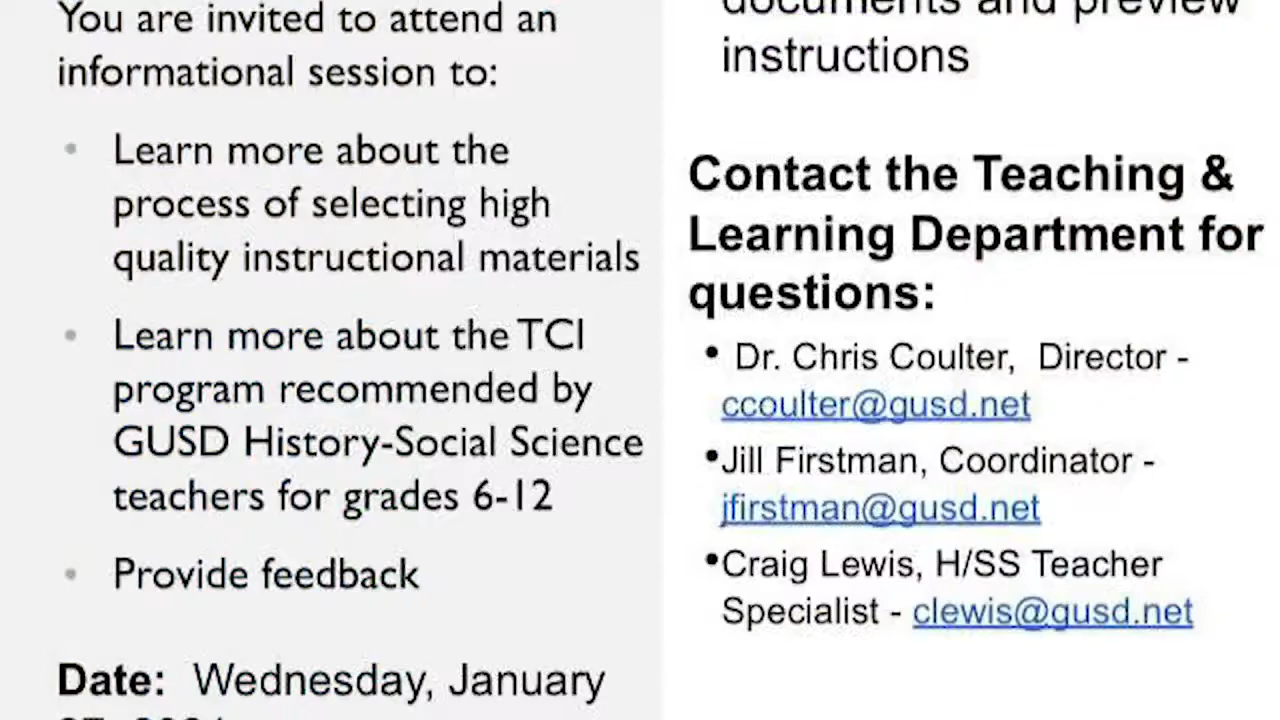 You are invited to attend an
informational session to:
• Learn more about the
process of selecting high
quality instructional materials
• Learn more about the TCI
program recommended by
GUSD History-Social Science
teachers for grades 6-12
• Provide feedback
Date: Wednesday, January
documents and preview
instructions
Contact the Teaching &
Learning Department for
questions:
• Dr. Chris Coulter, Director -
ccoulter@gusd.net
•Jill Firstman, Coordinator -
jfirstman@gusd.net
•Craig Lewis, H/SS Teacher
Specialist - clewis@gusd.net